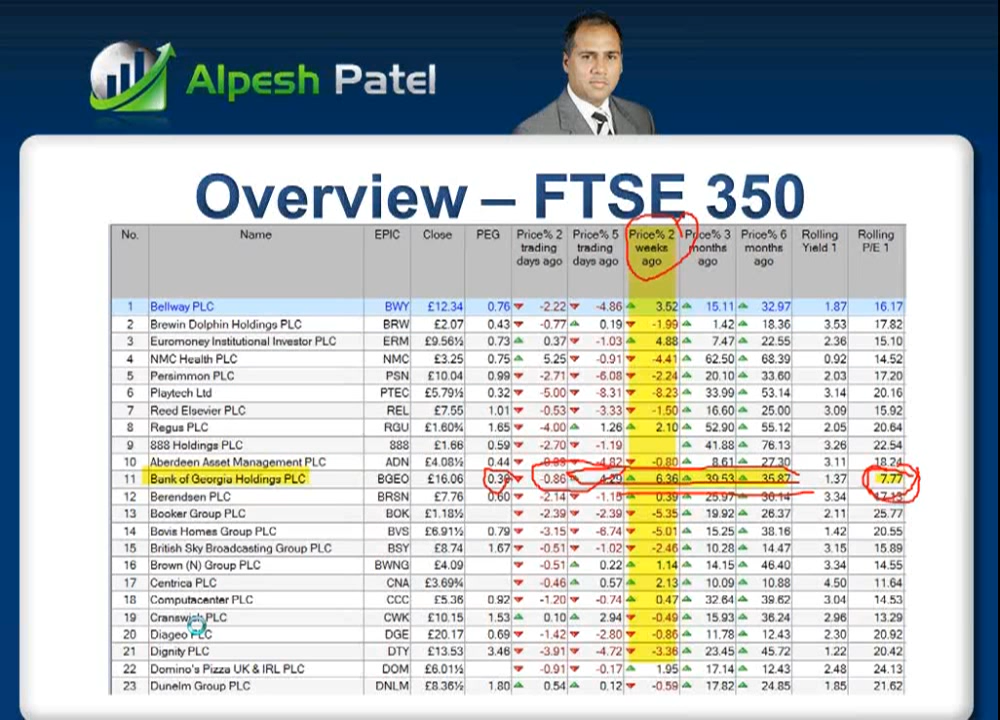 Alpesh Patel
Overview – FTSE 350
No. Name EPIC Close PEG Price% 2 trading days ago Price% 5 trading days ago Price% 2 weeks ago Price% 3 months ago Price% 6 months ago Rolling Yield 1 Rolling P/E 1
1 Bellway PLC BWY £12.34 0.76 -2.22 -4.86 3.52 15.11 32.97 1.87 16.17
2 Brewin Dolphin Holdings PLC BRW £2.07 0.43 -0.77 0.19 -1.99 1.42 18.36 3.53 17.82
3 Euromoney Institutional Investor PLC ERM £9.56½ 0.73 0.37 -1.03 4.88 7.47 22.55 2.36 15.10
4 NMC Health PLC NMC £3.25 0.75 5.25 -0.91 -4.41 62.50 68.39 0.92 14.52
5 Persimmon PLC PSN £10.04 0.99 -2.71 -6.08 -2.24 20.10 33.60 2.03 17.20
6 Playtech Ltd PTEC £5.79½ 0.32 -5.00 -8.31 -8.23 33.99 53.14 3.14 20.16
7 Reed Elsevier PLC REL £7.55 1.01 -0.53 -3.33 -1.50 16.60 25.00 3.09 15.92
8 Regus PLC RGU £1.60¾ 1.65 -4.00 1.26 2.10 52.90 55.12 2.05 20.64
9 888 Holdings PLC 888 £1.66 0.59 -2.70 -1.19 41.88 76.13 3.26 22.54
10 Aberdeen Asset Management PLC ADN £4.08½ 0.44 -4.82 -0.80 8.61 27.30 3.11 18.24
11 Bank of Georgia Holdings PLC BGEO £16.06 -0.86 4.29 6.36 39.53 35.87 1.37 7.77
12 Berendsen PLC BRSN £7.76 0.60 -2.14 -1.15 0.39 25.97 30.14 3.34 17.13
13 Booker Group PLC BOK £1.18½ -2.39 -2.39 -5.35 19.92 26.37 2.11 25.77
14 Bovis Homes Group PLC BVS £6.91½ 0.79 -3.15 -6.74 -5.01 15.25 38.16 1.42 20.55
15 British Sky Broadcasting Group PLC BSY £8.74 1.67 -0.51 -1.02 -2.46 10.28 14.47 3.15 15.89
16 Brown (N) Group PLC BWNG £4.09 -0.51 0.22 1.14 14.15 46.40 3.34 14.55
17 Centrica PLC CNA £3.69¾ -0.46 0.57 2.13 10.09 10.88 4.50 11.64
18 Computacenter PLC CCC £5.36 0.92 -1.20 -0.74 0.47 32.64 39.62 3.04 14.53
19 Cranswick PLC CWK £10.15 1.53 0.10 2.94 -0.49 15.93 36.24 2.96 13.29
20 Diageo PLC DGE £20.17 0.69 -1.42 -2.80 -0.86 11.78 12.43 2.30 20.92
21 Dignity PLC DTY £13.53 3.46 -3.91 -4.72 -3.36 23.45 45.72 1.22 20.42
22 Domino's Pizza UK & IRL PLC DOM £6.01½ -0.91 -0.17 1.95 17.14 12.43 2.48 24.13
23 Dunelm Group PLC DNLM £8.36½ 1.80 0.54 0.12 -0.59 17.82 24.85 1.85 21.62